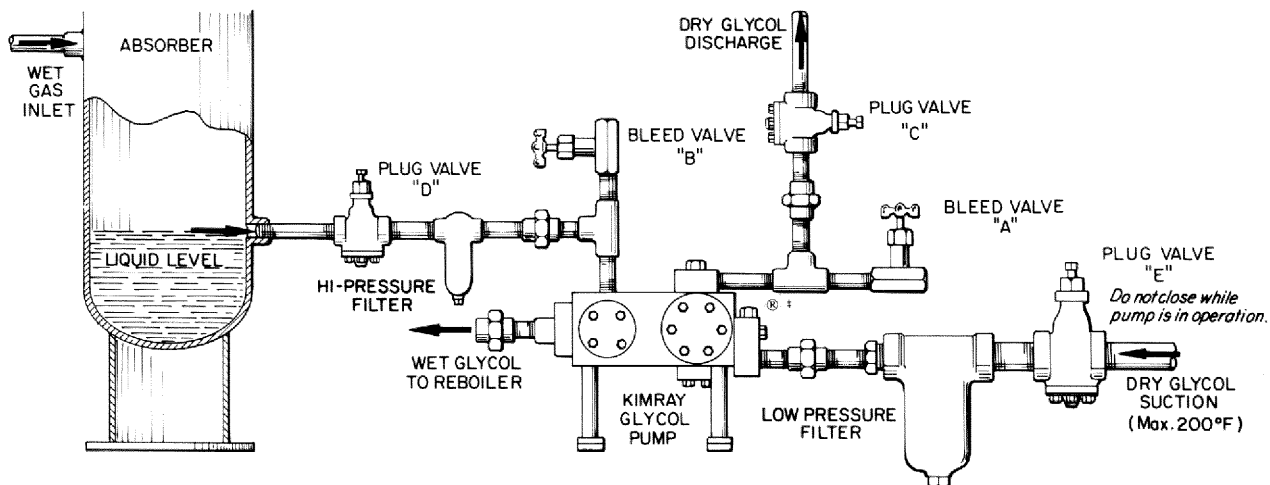 ABSORBER
WET
GAS
INLET
LIQUID LEVEL
PLUG VALVE
"D"
HI-PRESSURE
FILTER
BLEED VALVE
"B"
DRY GLYCOL
DISCHARGE
PLUG VALVE
"C"
BLEED VALVE
"A"
PLUG VALVE
"E"
Do not close while
pump is in operation.
DRY GLYCOL
SUCTION
(Max. 200°F)
WET GLYCOL
TO REBOILER
KIMRAY
GLYCOL
PUMP
® ‡
LOW PRESSURE
FILTER